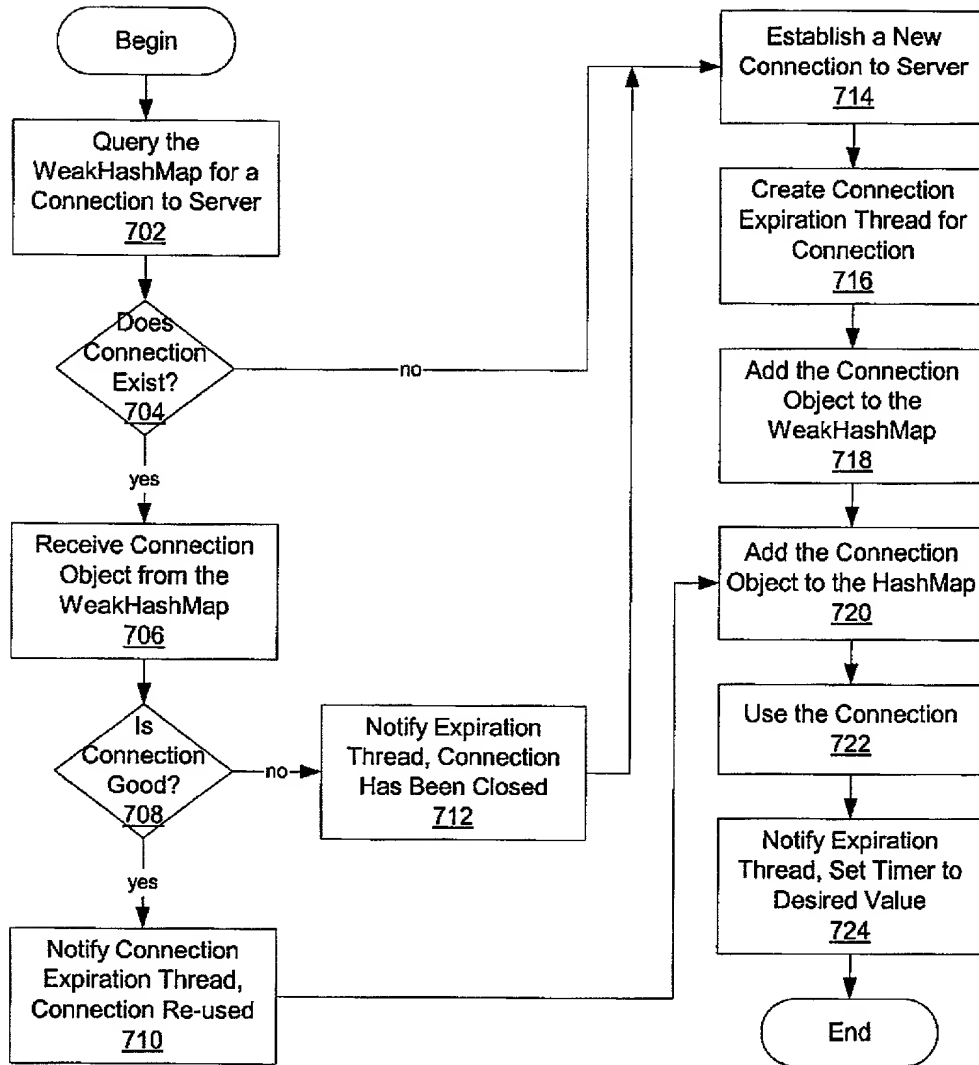 Begin
Query the
WeakHashMap for a
Connection to Server
702
Does
Connection
Exist?
704
no
yes
Receive Connection
Object from the
WeakHashMap
706
Is
Connection
Good?
708
no
Notify Expiration
Thread, Connection
Has Been Closed
712
yes
Notify Connection
Expiration Thread,
Connection Re-used
710
Establish a New
Connection to Server
714
Create Connection
Expiration Thread for
Connection
716
Add the Connection
Object to the
WeakHashMap
718
Add the Connection
Object to the HashMap
720
Use the Connection
722
Notify Expiration
Thread, Set Timer to
Desired Value
724
End